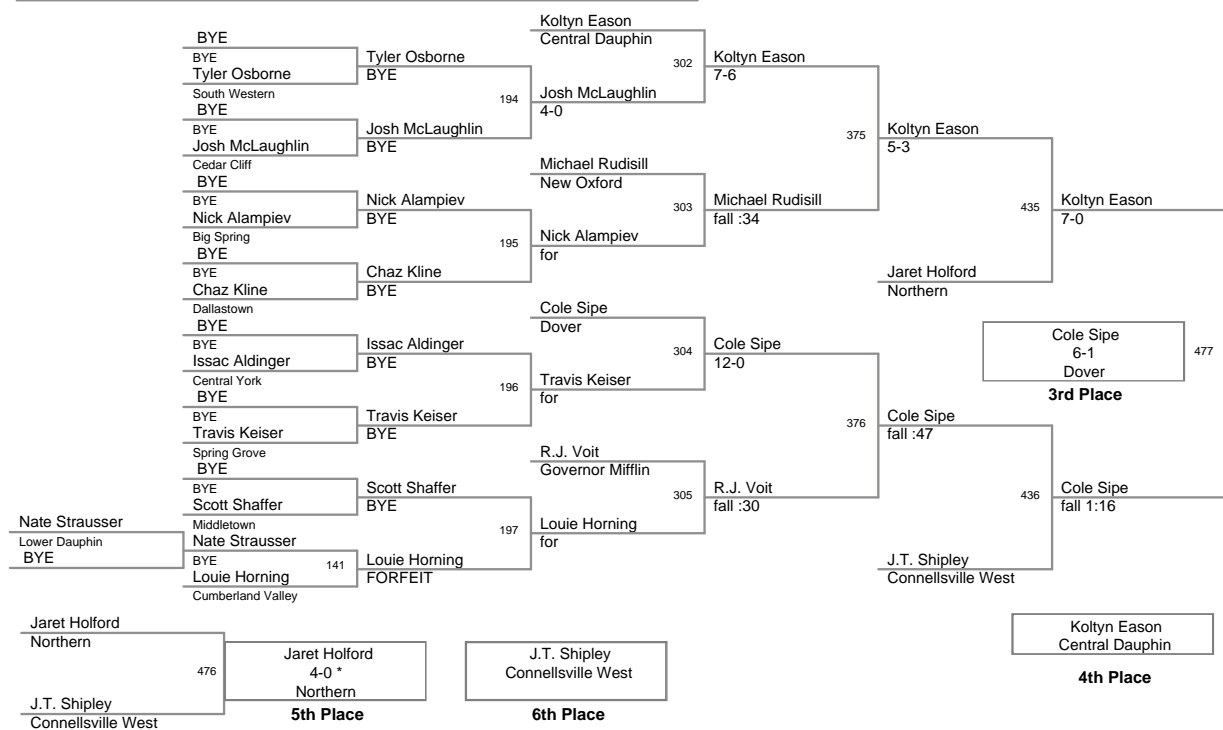 BYE
BYE
Tyler Osborne
South Western
BYE
BYE
Josh McLaughlin
Cedar Cliff
BYE
BYE
Nick Alampiev
Big Spring
BYE
BYE
Chaz Kline
Dallastown
BYE
BYE
Issac Aldinger
Central York
BYE
BYE
Travis Keiser
Spring Grove
BYE
BYE
Scott Shaffer
Middletown
Nate Strausser
Lower Dauphin
BYE
Nate Strausser
BYE
141
Louie Horning
Cumberland Valley
Tyler Osborne
BYE
194
Josh McLaughlin
BYE
Nick Alampiev
BYE
195
Chaz Kline
BYE
Issac Aldinger
BYE
196
Travis Keiser
BYE
Scott Shaffer
BYE
197
Louie Horning
FORFEIT
Koltyn Eason
Central Dauphin
302
Josh McLaughlin
4-0
Michael Rudisill
New Oxford
303
Nick Alampiev
for
Cole Sipe
Dover
304
Travis Keiser
for
R.J. Voit
Governor Mifflin
305
Louie Horning
for
Koltyn Eason
7-6
375
Michael Rudisill
fall :34
Cole Sipe
12-0
376
R.J. Voit
fall :30
Koltyn Eason
5-3
435
Jaret Holford
Northern
Cole Sipe
fall :47
436
J.T. Shipley
Connellsville West
Koltyn Eason
7-0
Cole Sipe
6-1
Dover
477
3rd Place
Cole Sipe
fall 1:16
Koltyn Eason
Central Dauphin
4th Place
Jaret Holford
Northern
476
J.T. Shipley
Connellsville West
Jaret Holford
4-0 *
Northern
5th Place
J.T. Shipley
Connellsville West
6th Place